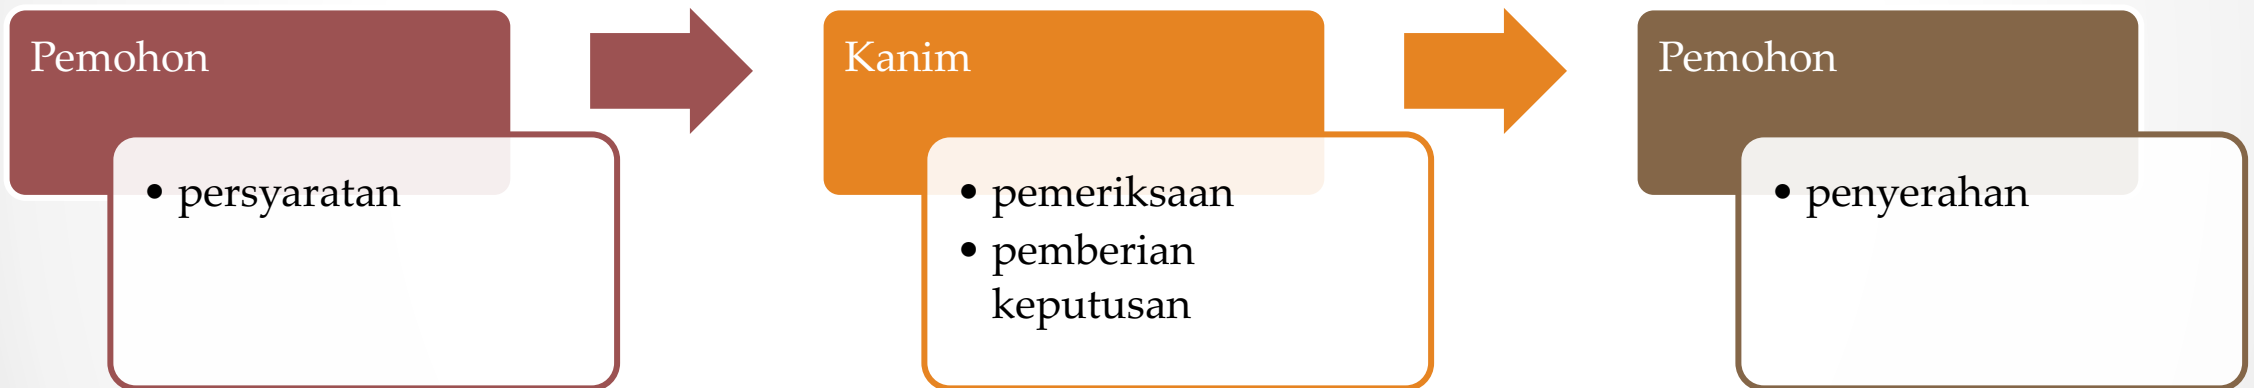 Pemohon
• persyaratan
Kanim
• pemeriksaan
• pemberian
keputusan
Pemohon
• penyerahan